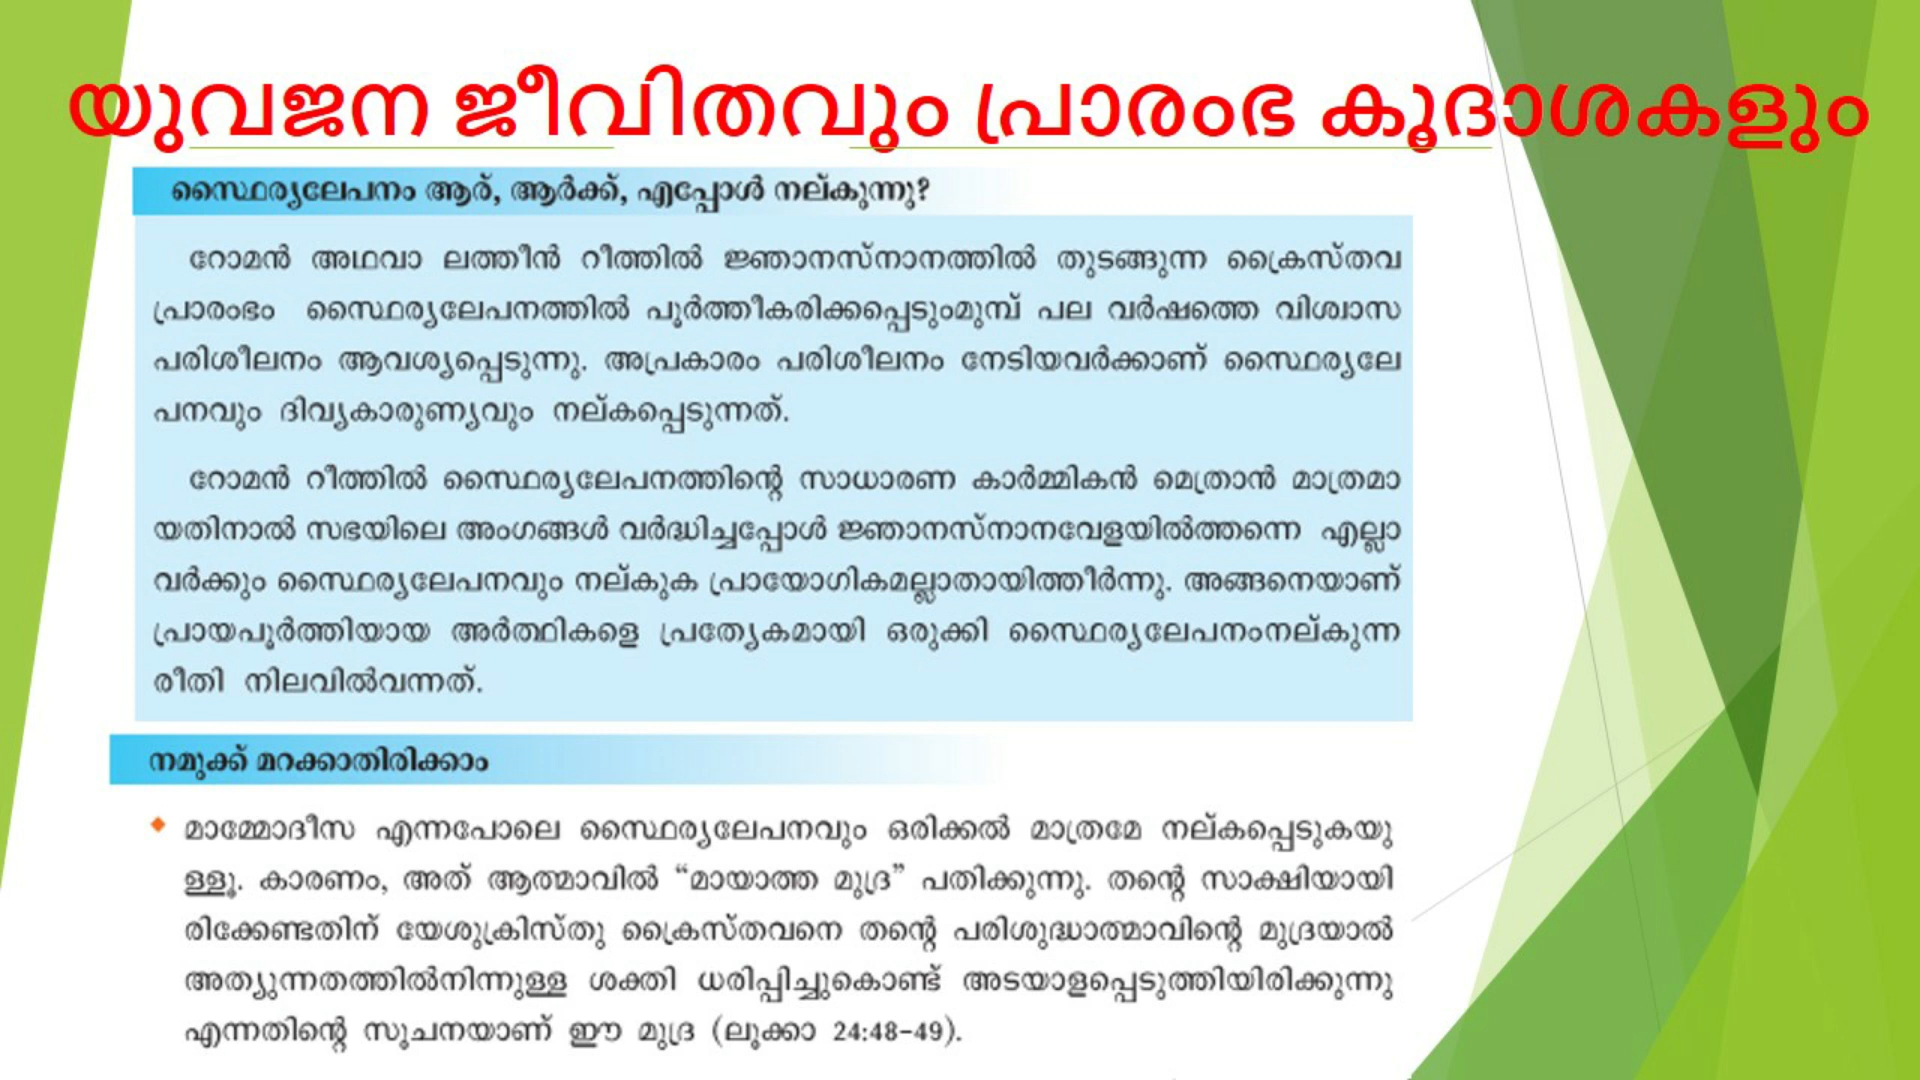 യുവജന ജീവിതവും പ്രാരംഭ കൂദാശകളും
സ്ഥൈര്യലേപനം ആര്, ആർക്ക്, എപ്പോൾ നല്കുന്നു?
റോമൻ അഥവാ ലത്തീൻ റീത്തിൽ ജ്ഞാനസ്നാനത്തിൽ തുടങ്ങുന്ന ക്രൈസ്തവ
പ്രാരംഭം സ്ഥൈര്യലേപനത്തിൽ പൂർത്തീകരിക്കപ്പെടുംമുമ്പ് പല വർഷത്തെ വിശ്വാസ
പരിശീലനം ആവശ്യപ്പെടുന്നു. അപ്രകാരം പരിശീലനം നേടിയവർക്കാണ് സ്ഥൈര്യലേ
പനവും ദിവ്യകാരുണ്യവും നല്കപ്പെടുന്നത്.
റോമൻ റീത്തിൽ സ്ഥൈര്യലേപനത്തിന്റെ സാധാരണ കാർമ്മികൻ മെത്രാൻ മാത്രമാ
യതിനാൽ സഭയിലെ അംഗങ്ങൾ വർദ്ധിച്ചപ്പോൾ ജ്ഞാനസ്നാനവേളയിൽത്തന്നെ എല്ലാ
വർക്കും സ്ഥൈര്യലേപനവും നല്കുക പ്രായോഗികമല്ലാതായിത്തീർന്നു. അങ്ങനെയാണ്
പ്രായപൂർത്തിയായ അർത്ഥികളെ പ്രത്യേകമായി ഒരുക്കി സ്ഥൈര്യലേപനംനല്കുന്ന
രീതി നിലവിൽവന്നത്.
നമുക്ക് മറക്കാതിരിക്കാം
മാമ്മോദീസ എന്നപോലെ സ്ഥൈര്യലേപനവും ഒരിക്കൽ മാത്രമേ നല്കപ്പെടുകയു
ള്ളൂ. കാരണം, അത് ആത്മാവിൽ “മായാത്ത മുദ്ര” പതിക്കുന്നു. തന്റെ സാക്ഷിയായി
രിക്കേണ്ടതിന് യേശുക്രിസ്തു ക്രൈസ്തവനെ തന്റെ പരിശുദ്ധാത്മാവിന്റെ മുദ്രയാൽ
അത്യുന്നതത്തിൽനിന്നുള്ള ശക്തി ധരിപ്പിച്ചുകൊണ്ട് അടയാളപ്പെടുത്തിയിരിക്കുന്നു
എന്നതിന്റെ സൂചനയാണ് ഈ മുദ്ര (ലൂക്കാ 24:48-49).